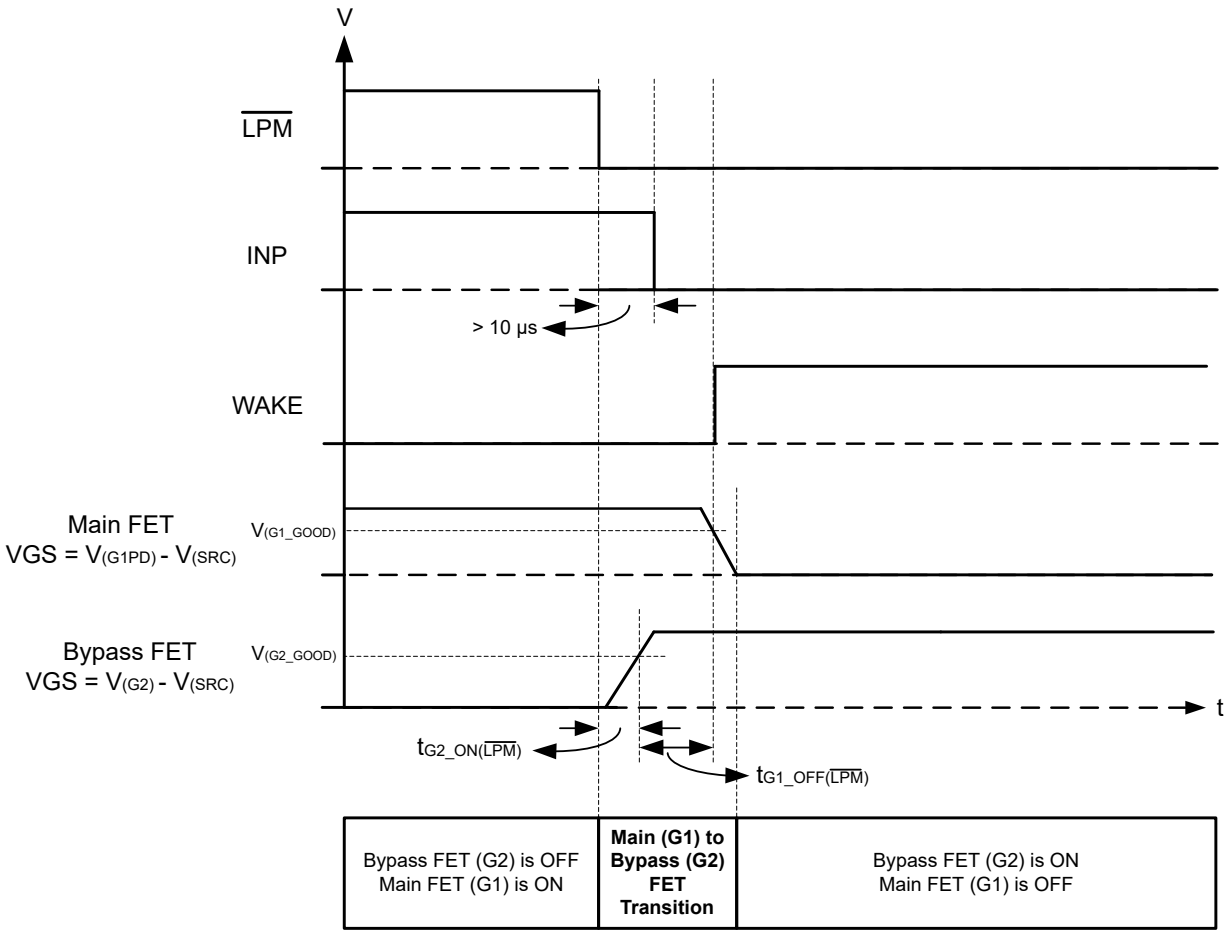 V
LPM
INP
> 10 µs
WAKE
Main FET
VGS = V(G1PD) - V(SRC)
V(G1_GOOD)
Bypass FET
VGS = V(G2) - V(SRC)
V(G2_GOOD)
t
tG2_ON(LPM)
tG1_OFF(LPM)
Bypass FET (G2) is OFF
Main FET (G1) is ON
Main (G1) to
Bypass (G2)
FET
Transition
Bypass FET (G2) is ON
Main FET (G1) is OFF